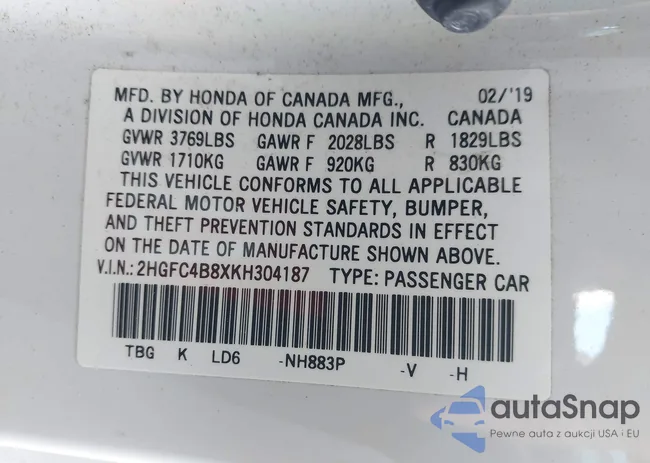 MFD. BY HONDA OF CANADA MFG., 02/'19
A DIVISION OF HONDA CANADA INC. CANADA
GVWR 3769LBS GAWR F 2028LBS R 1829LBS
GVWR 1710KG GAWR F 920KG R 830KG
THIS VEHICLE CONFORMS TO ALL APPLICABLE
FEDERAL MOTOR VEHICLE SAFETY, BUMPER,
AND THEFT PREVENTION STANDARDS IN EFFECT
ON THE DATE OF MANUFACTURE SHOWN ABOVE.
V.I.N.: 2HGFC4B8XKH304187 TYPE: PASSENGER CAR
TBG K LD6 -NH883P -V -H
autaSnap
Pewne auta z aukcji USA i EU